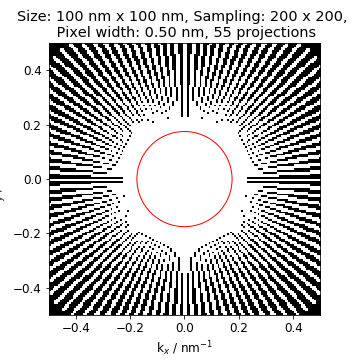 Size: 100 nm x 100 nm, Sampling: 200 x 200,
Pixel width: 0.50 nm, 55 projections
0.4
0.2
0.0
−0.2
−0.4
−0.4 −0.2 0.0 0.2 0.4
kₓ / nm⁻¹